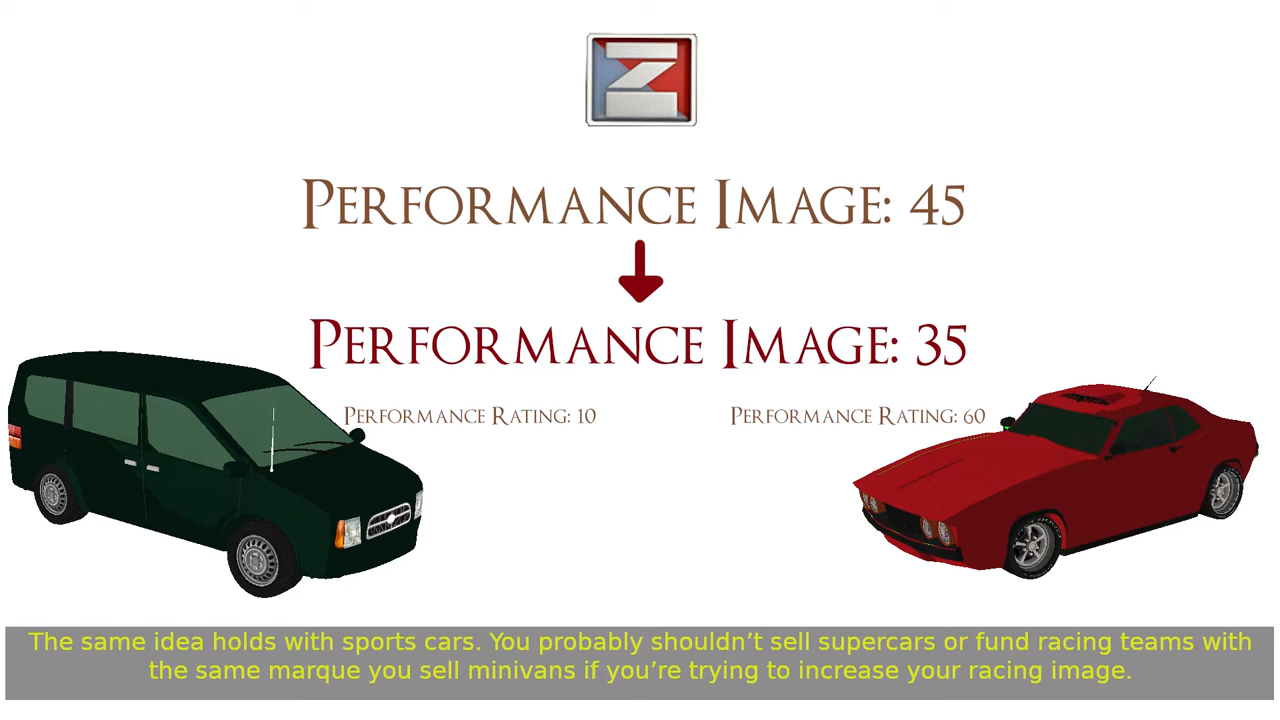 Z
Performance Image: 45
Performance Image: 35
Performance Rating: 10
Performance Rating: 60
The same idea holds with sports cars. You probably shouldn’t sell supercars or fund racing teams with
the same marque you sell minivans if you’re trying to increase your racing image.